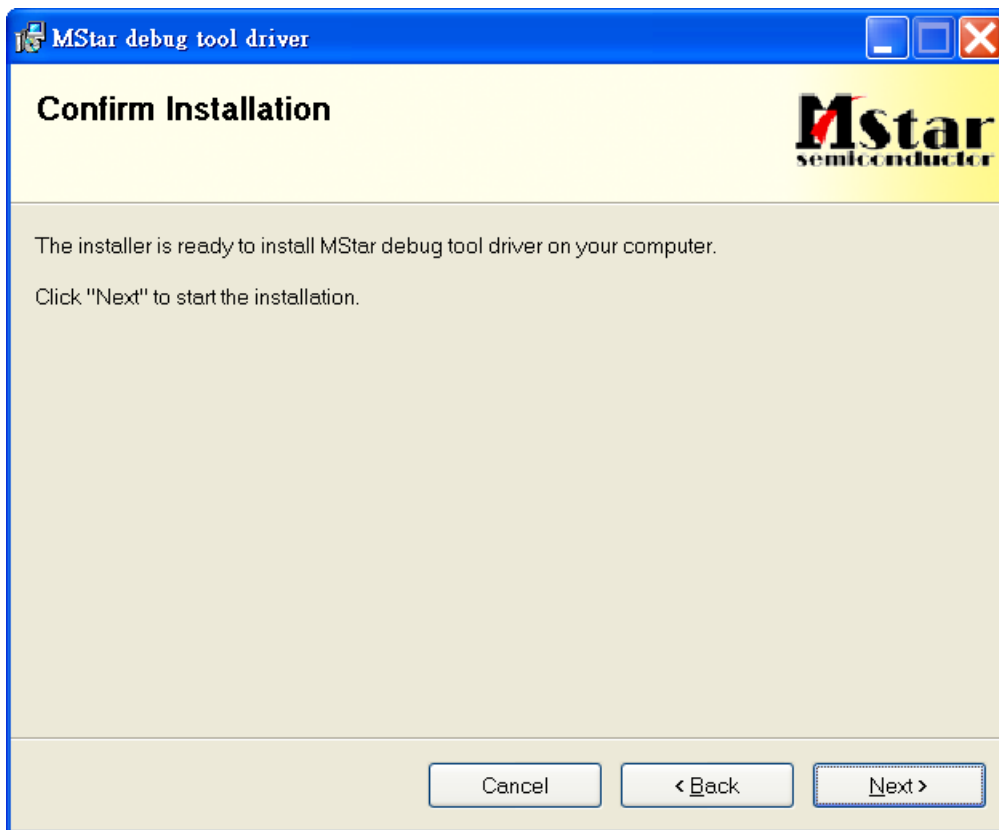 MStar debug tool driver
Confirm Installation
MStar
semiconductor
The installer is ready to install MStar debug tool driver on your computer.
Click "Next" to start the installation.
Cancel
< Back
Next >